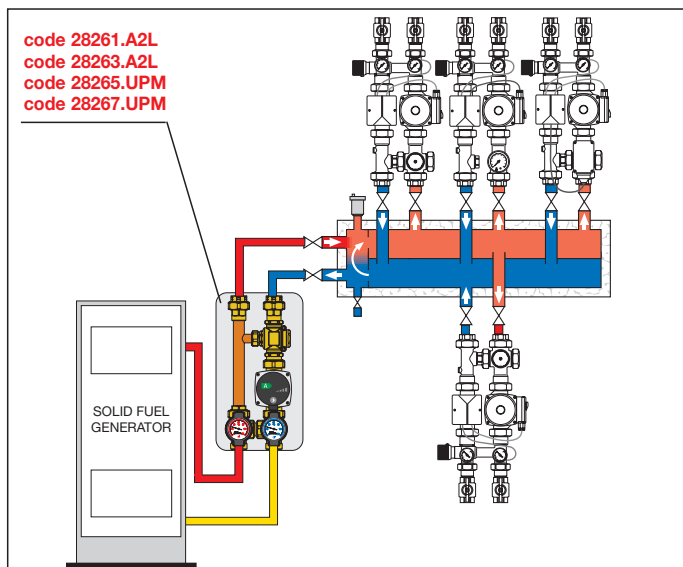 code 28261.A2L
code 28263.A2L
code 28265.UPM
code 28267.UPM
SOLID FUEL
GENERATOR
A